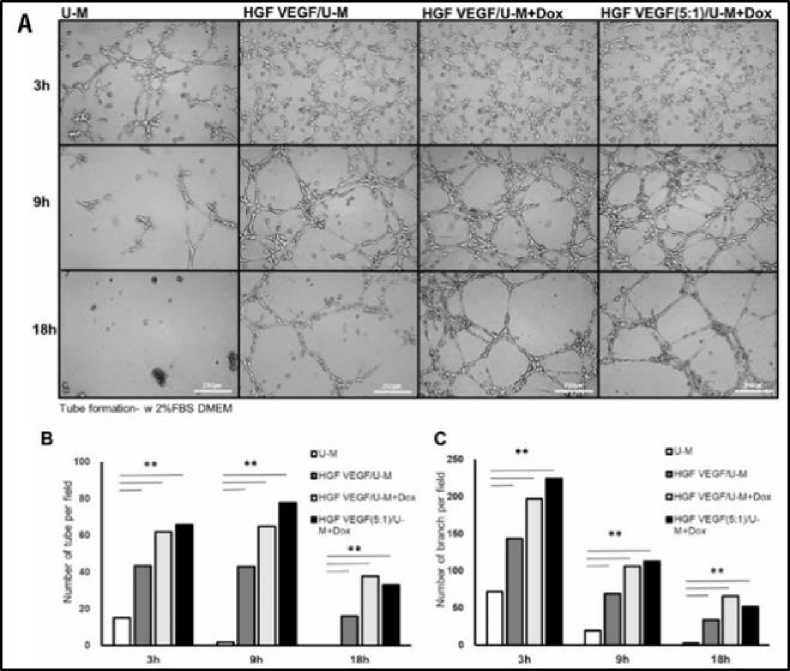 A
U-M
HGF VEGF/U-M
HGF VEGF/U-M+Dox
HGF VEGF(5:1)/U-M+Dox
3h
9h
18h
Tube formation- w 2%FBS DMEM
B
Number of tube per field
100
80
60
40
20
0
**
**
**
3h
9h
18h
U-M
HGF VEGF/U-M
HGF VEGF/U-M+Dox
HGF VEGF(5:1)/U-
M+Dox
C
Number of branch per field
250
200
150
100
50
0
**
**
**
3h
9h
18h
U-M
HGF VEGF/U-M
HGF VEGF/U-M+Dox
HGF VEGF(5:1)/U-
M+Dox